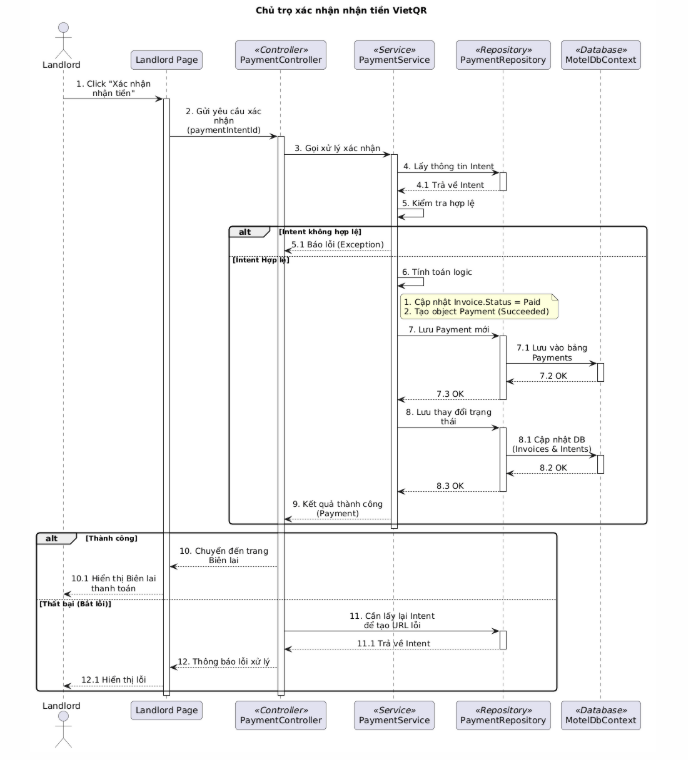 Chủ trọ xác nhận nhận tiền VietQR
Landlord
Landlord Page
«Controller»
PaymentController
«Service»
PaymentService
«Repository»
PaymentRepository
«Database»
MotelDbContext
1. Click "Xác nhận
nhận tiền"
2. Gửi yêu cầu xác
nhận
(paymentIntentId)
3. Gọi xử lý xác nhận
4. Lấy thông tin Intent
4.1 Trả về Intent
5. Kiểm tra hợp lệ
alt
[Intent không hợp lệ]
5.1 Báo lỗi (Exception)
[Intent Hợp lệ]
6. Tính toán logic
1. Cập nhật Invoice.Status = Paid
2. Tạo object Payment (Succeeded)
7. Lưu Payment mới
7.1 Lưu vào bảng
Payments
7.2 OK
7.3 OK
8. Lưu thay đổi trạng
thái
8.1 Cập nhật DB
(Invoices & Intents)
8.2 OK
8.3 OK
9. Kết quả thành công
(Payment)
alt
[Thành công]
10. Chuyển đến trang
Biên lai
10.1 Hiển thị Biên lai
thanh toán
[Thất bại (Bắt lỗi)]
11. Cần lấy lại Intent
để tạo URL lỗi
11.1 Trả về Intent
12. Thông báo lỗi xử lý
12.1 Hiển thị lỗi
Landlord
Landlord Page
«Controller»
PaymentController
«Service»
PaymentService
«Repository»
PaymentRepository
«Database»
MotelDbContext